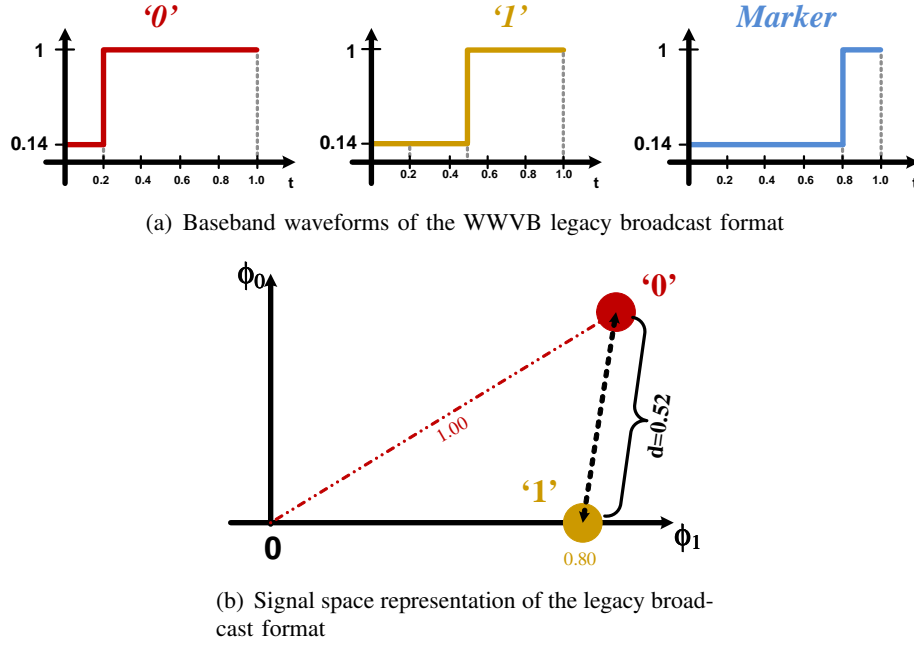 ‘0’
1
0.14
0.2 0.4 0.6 0.8 1.0 t
‘1’
1
0.14
0.2 0.4 0.6 0.8 1.0 t
Marker
1
0.14
0.2 0.4 0.6 0.8 1.0 t
(a) Baseband waveforms of the WWVB legacy broadcast format
ϕ0
‘0’
1.00
d=0.52
‘1’
0
0.80
ϕ1
(b) Signal space representation of the legacy broad-
cast format